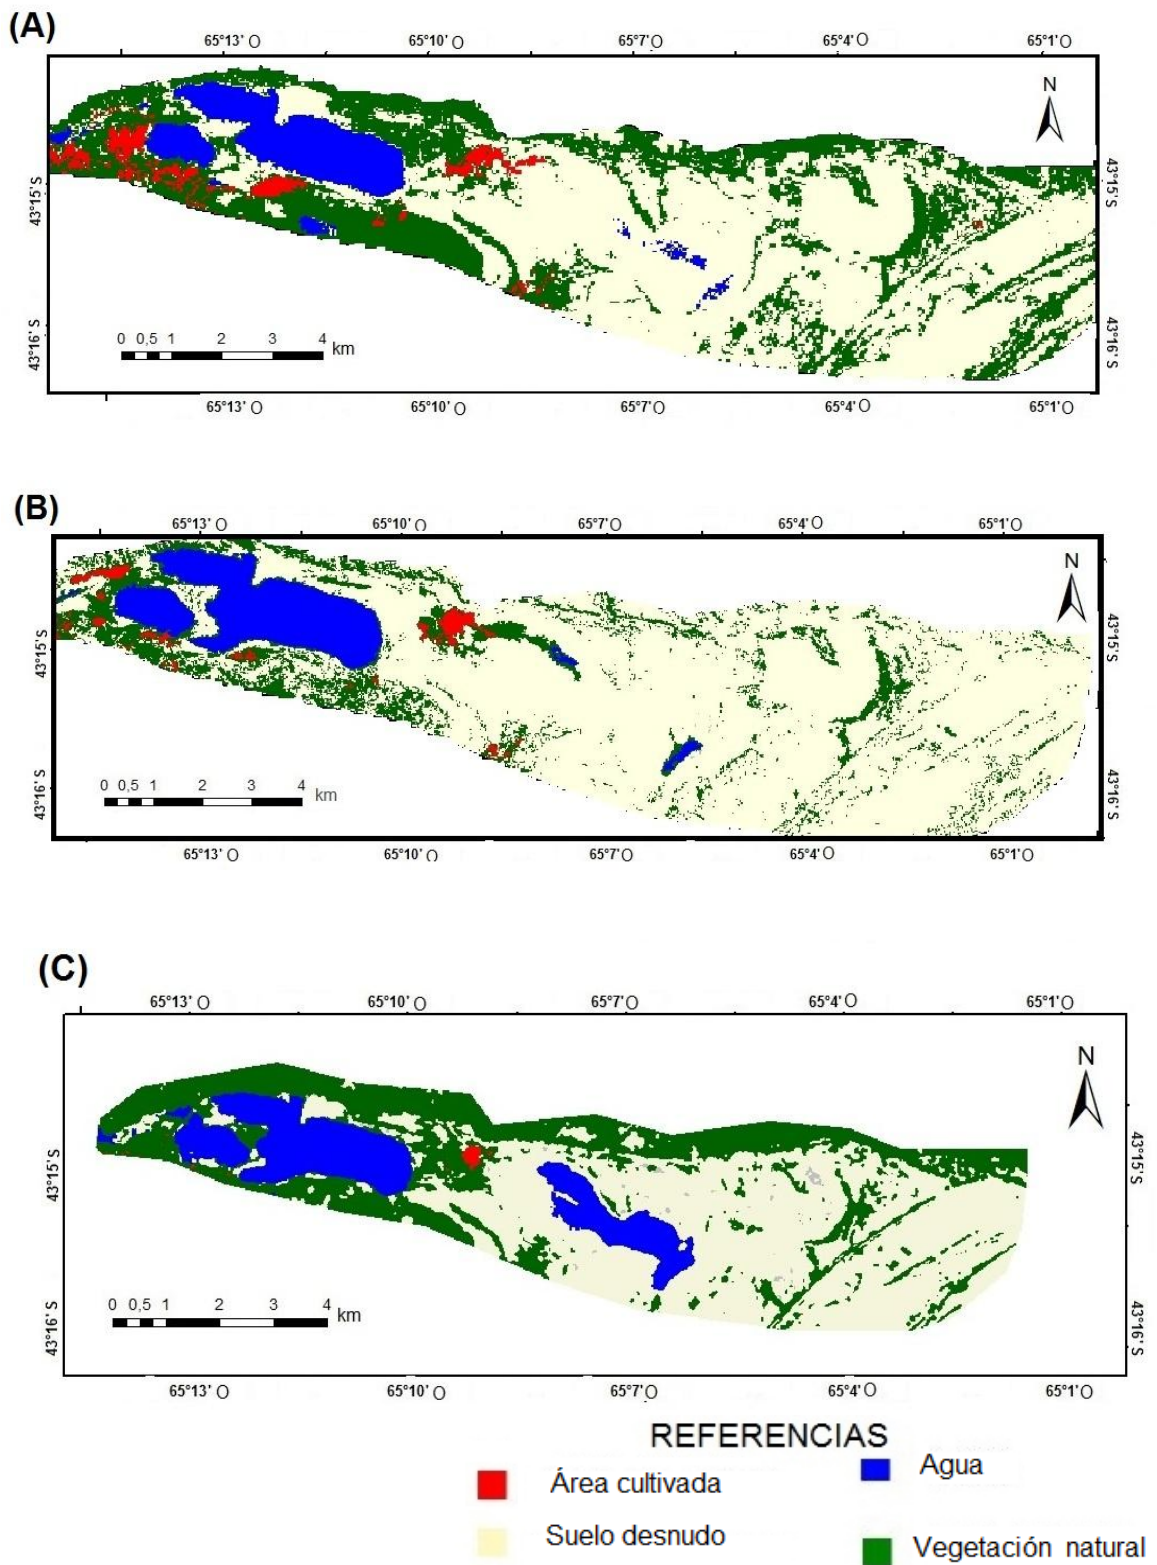 (A)
65°13' O 65°10' O 65°7' O 65°4' O 65°1' O
N
43°15' S 43°15' S
43°16' S 43°16' S
0 0,5 1 2 3 4 km
65°13' O 65°10' O 65°7' O 65°4' O 65°1' O
(B)
65°13' O 65°10' O 65°7' O 65°4' O 65°1' O
N
43°15' S 43°15' S
43°16' S 43°16' S
0 0,5 1 2 3 4 km
65°13' O 65°10' O 65°7' O 65°4' O 65°1' O
(C)
65°13' O 65°10' O 65°7' O 65°4' O 65°1' O
N
43°15' S 43°15' S
43°16' S 43°16' S
0 0,5 1 2 3 4 km
65°13' O 65°10' O 65°7' O 65°4' O 65°1' O
REFERENCIAS
Área cultivada Agua
Suelo desnudo Vegetación natural